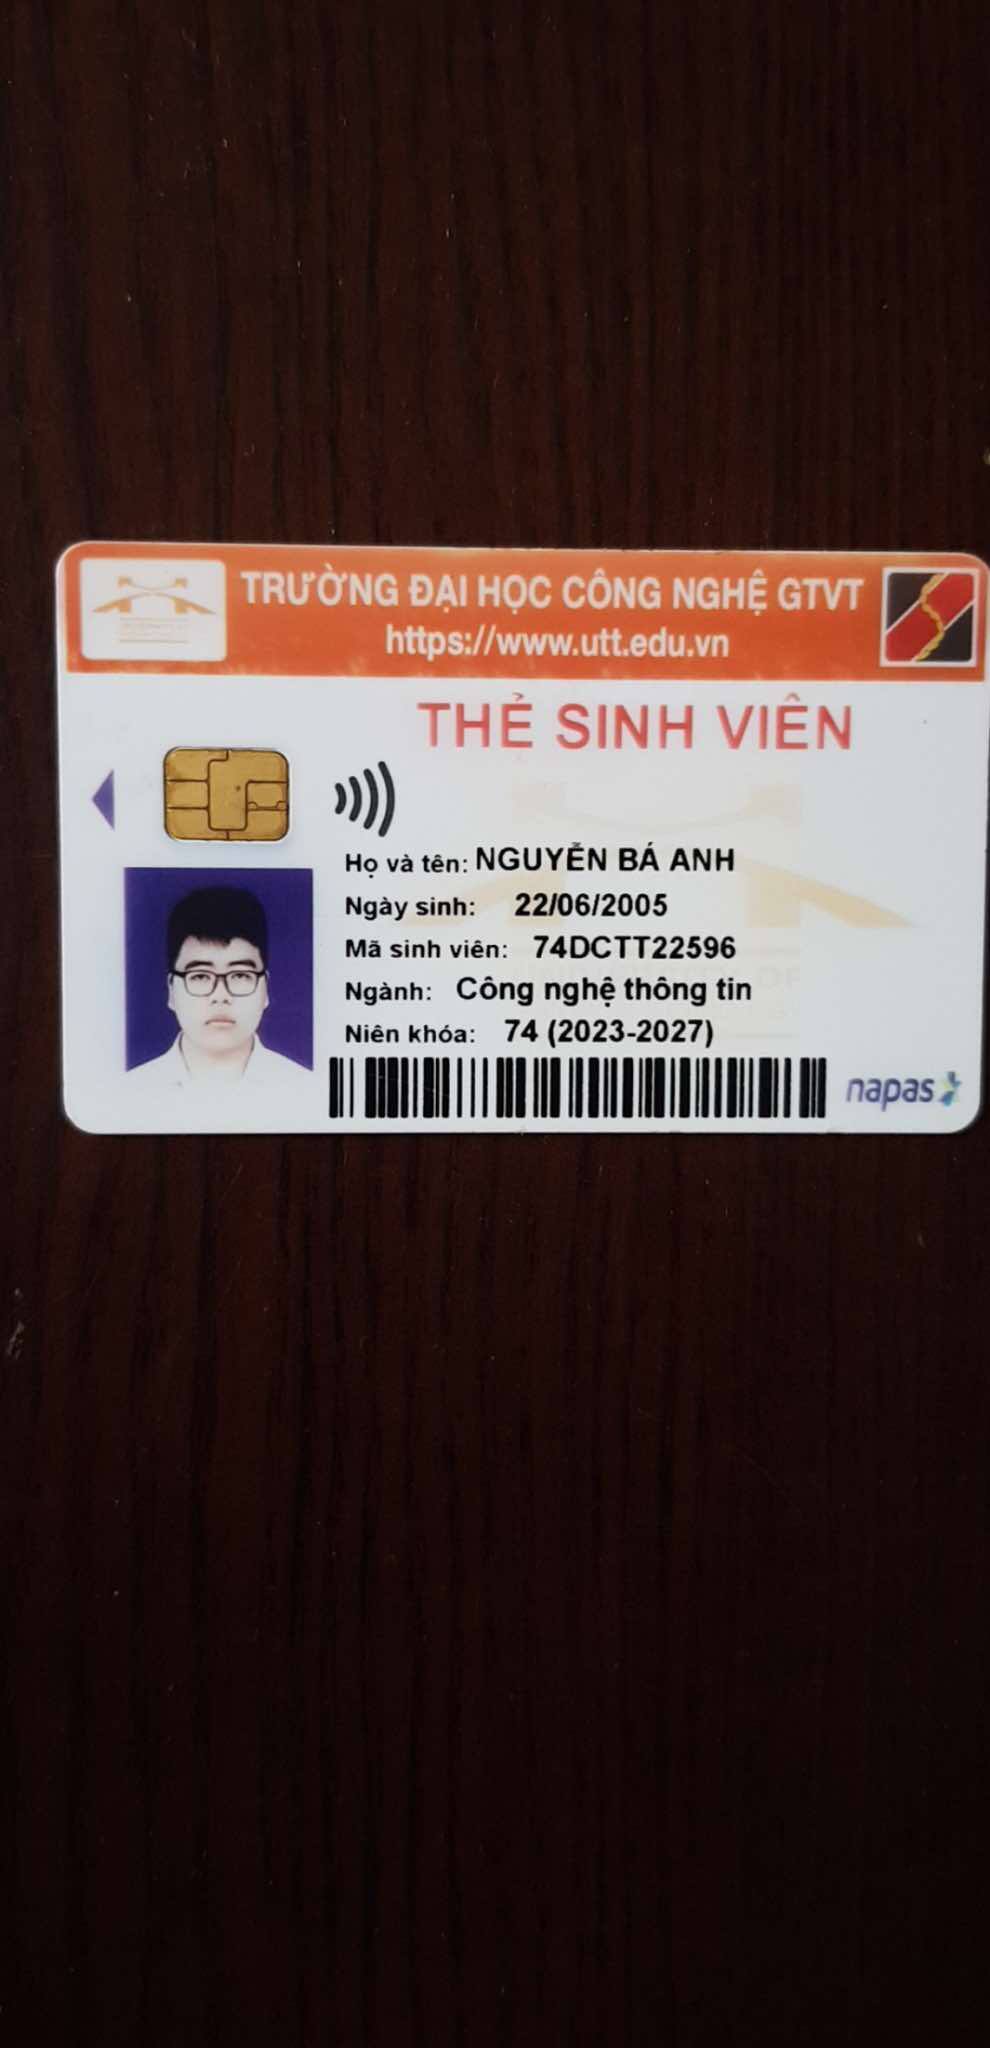 TRƯỜNG ĐẠI HỌC CÔNG NGHỆ GTVT
https://www.utt.edu.vn
THẺ SINH VIÊN
Họ và tên: NGUYỄN BÁ ANH
Ngày sinh: 22/06/2005
Mã sinh viên: 74DCTT22596
Ngành: Công nghệ thông tin
Niên khóa: 74 (2023-2027)
napas